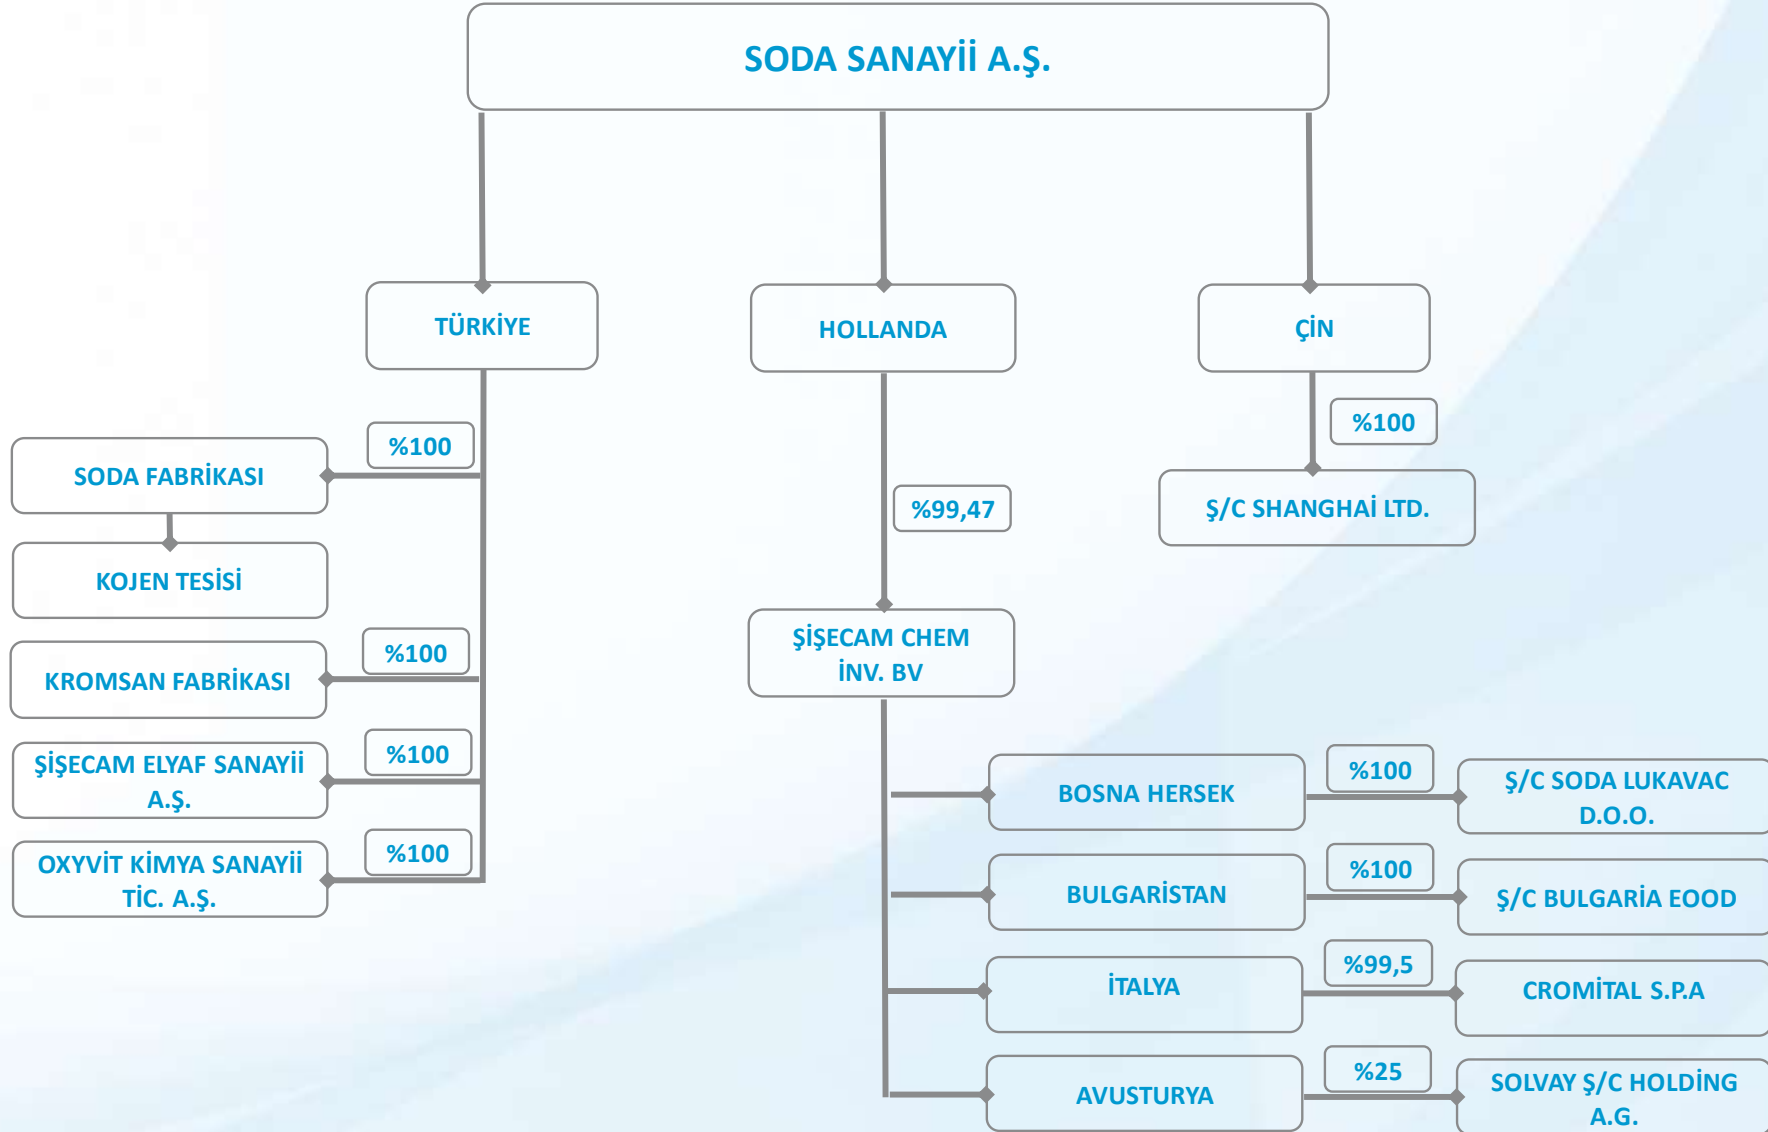 SODA SANAYİİ A.Ş.
TÜRKİYE
HOLLANDA
ÇİN
%100
SODA FABRİKASI
KOJEN TESİSİ
%100
KROMSAN FABRİKASI
%100
ŞİŞECAM ELYAF SANAYİİ
A.Ş.
%100
OXYVİT KİMYA SANAYİİ
TİC. A.Ş.
%99,47
ŞİŞECAM CHEM
İNV. BV
%100
Ş/C SHANGHAİ LTD.
BOSNA HERSEK
%100
Ş/C SODA LUKAVAC
D.O.O.
BULGARİSTAN
%100
Ş/C BULGARİA EOOD
İTALYA
%99,5
CROMİTAL S.P.A
AVUSTURYA
%25
SOLVAY Ş/C HOLDİNG
A.G.